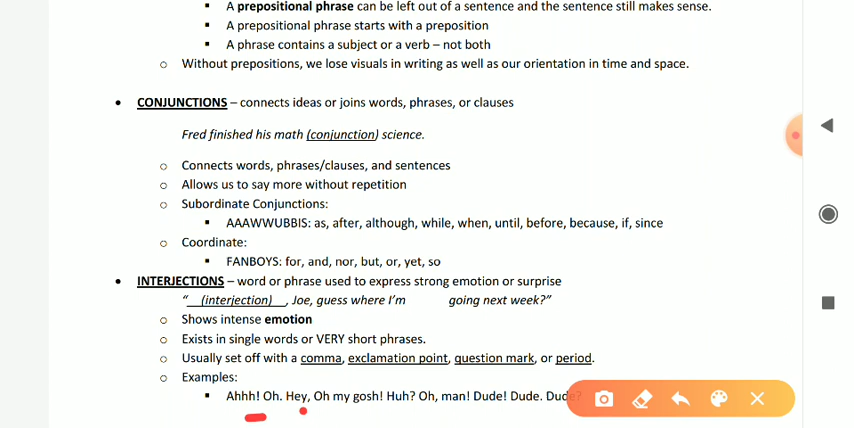 ▪ A prepositional phrase can be left out of a sentence and the sentence still makes sense.
▪ A prepositional phrase starts with a preposition
▪ A phrase contains a subject or a verb – not both
o Without prepositions, we lose visuals in writing as well as our orientation in time and space.
• CONJUNCTIONS – connects ideas or joins words, phrases, or clauses
Fred finished his math (conjunction) science.
o Connects words, phrases/clauses, and sentences
o Allows us to say more without repetition
o Subordinate Conjunctions:
▪ AAAWWUBBIS: as, after, although, while, when, until, before, because, if, since
o Coordinate:
▪ FANBOYS: for, and, nor, but, or, yet, so
• INTERJECTIONS – word or phrase used to express strong emotion or surprise
“__(interjection)__, Joe, guess where I’m going next week?”
o Shows intense emotion
o Exists in single words or VERY short phrases.
o Usually set off with a comma, exclamation point, question mark, or period.
o Examples:
▪ Ahhh! Oh. Hey, Oh my gosh! Huh? Oh, man! Dude! Dude. Dude?